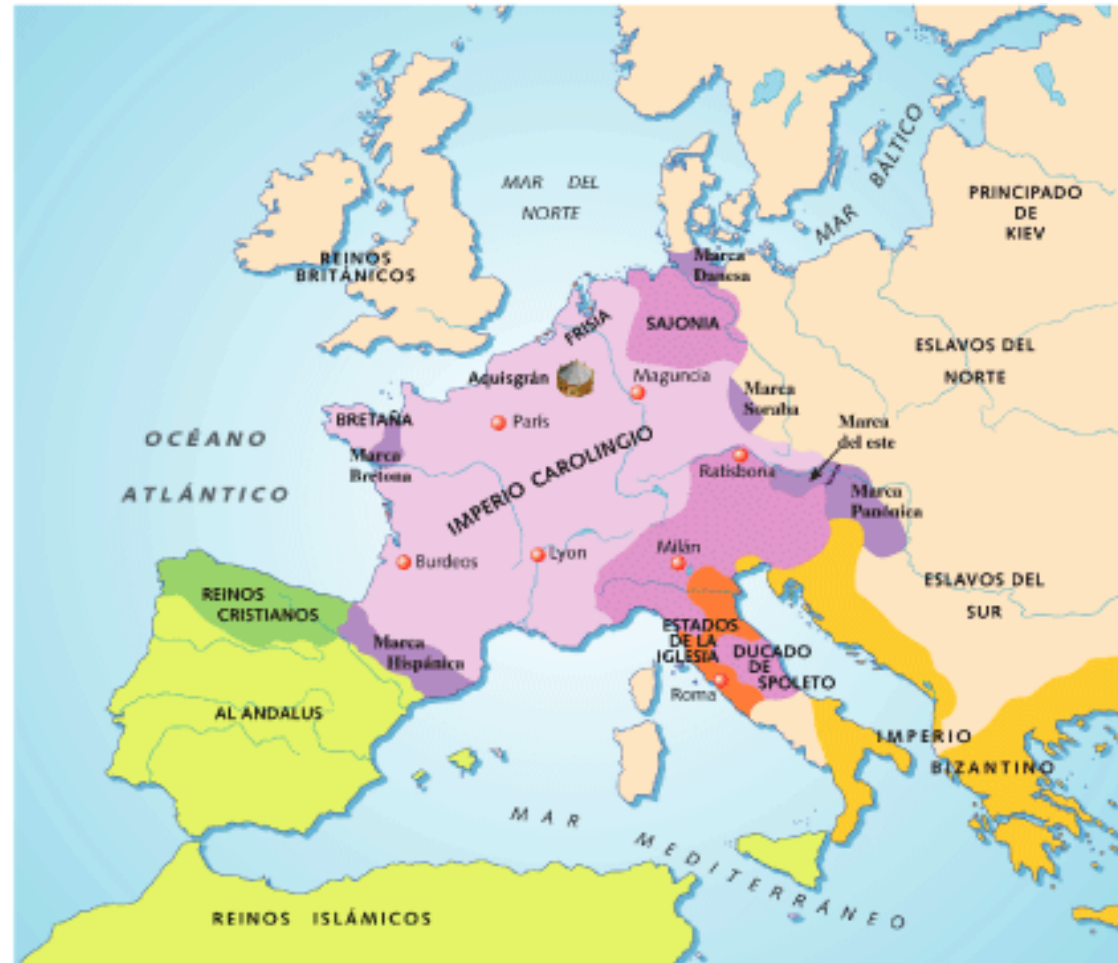 MAR DEL
NORTE
MAR BÁLTICO
PRINCIPADO
DE
KIEV
REINOS
BRITÁNICOS
Marca
Danesa
FRISIA
SAJONIA
ESLAVOS DEL
NORTE
Aquisgrán
Maguncia
Marca
Soraba
BRETAÑA
París
Marca
del este
OCÉANO
ATLÁNTICO
Marca
Bretona
IMPERIO CAROLINGIO
Ratisbona
Marca
Panónica
Burdeos
Lyon
Milán
REINOS
CRISTIANOS
ESLAVOS DEL
SUR
Marca
Hispánica
ESTADOS
DE LA
IGLESIA
DUCADO
DE
SPOLETO
Roma
AL ANDALUS
IMPERIO
BIZANTINO
MAR MEDITERRÁNEO
REINOS ISLÁMICOS